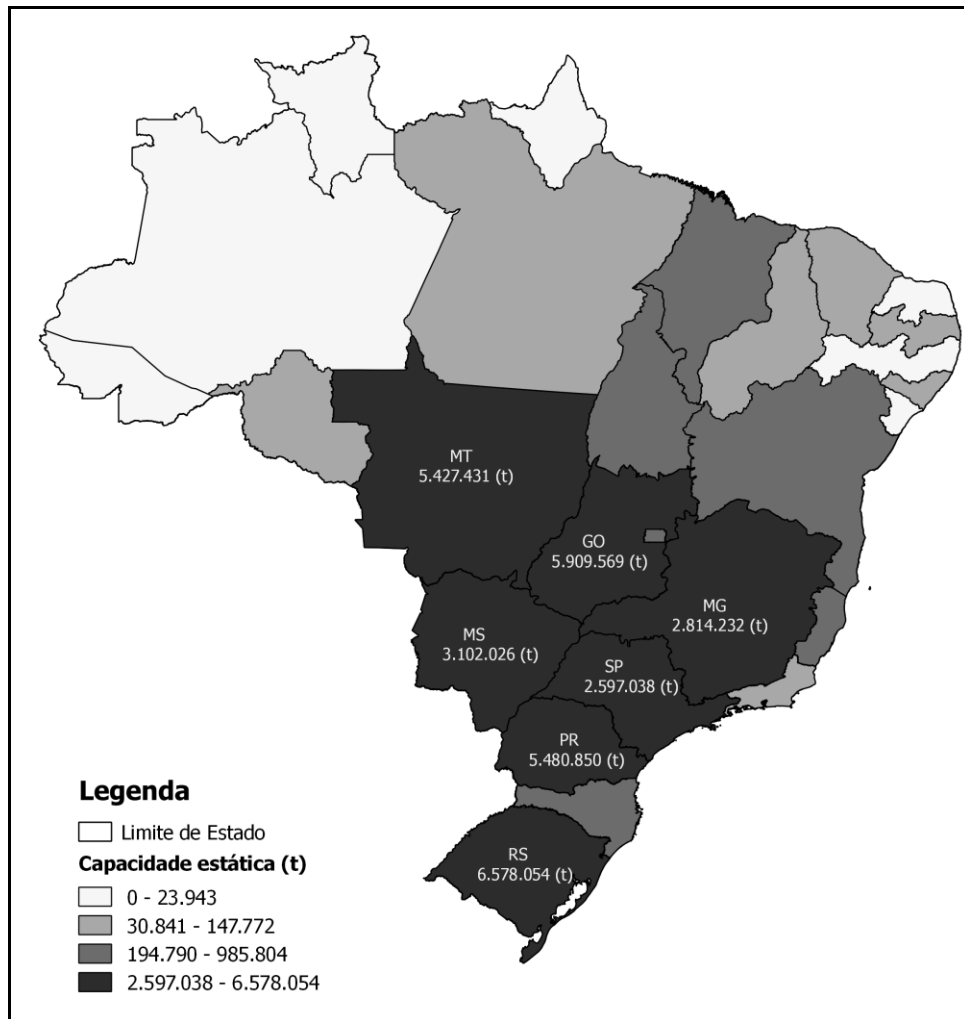 MT
5.427.431 (t)
GO
5.909.569 (t)
MG
2.814.232 (t)
MS
3.102.026 (t)
SP
2.597.038 (t)
PR
5.480.850 (t)
RS
6.578.054 (t)
Legenda
Limite de Estado
Capacidade estática (t)
0 - 23.943
30.841 - 147.772
194.790 - 985.804
2.597.038 - 6.578.054